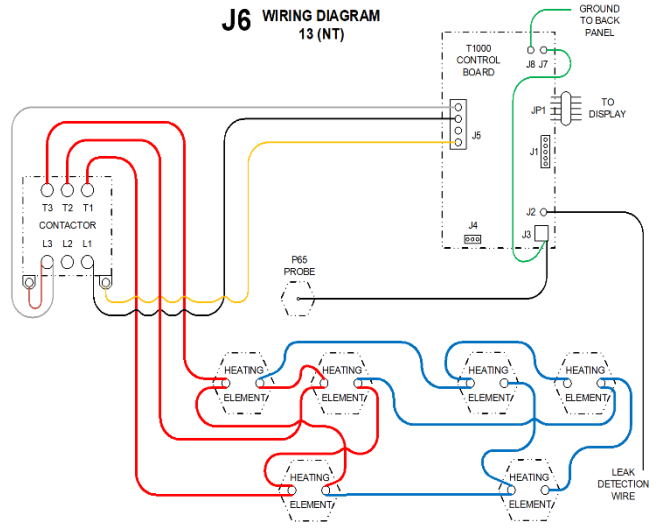 J6 WIRING DIAGRAM
13 (NT)
GROUND
TO BACK
PANEL
T1000
CONTROL
BOARD
J8 J7
JP1
TO
DISPLAY
J5
J1
J2
J4
J3
T3 T2 T1
CONTACTOR
L3 L2 L1
P65
PROBE
HEATING
ELEMENT
HEATING
ELEMENT
HEATING
ELEMENT
HEATING
ELEMENT
HEATING
ELEMENT
HEATING
ELEMENT
LEAK
DETECTION
WIRE